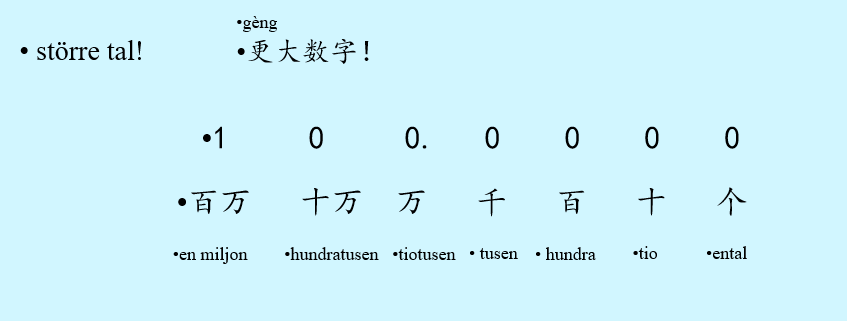 •gèng
• större tal! •更大数字!
•1 0 0. 0 0 0 0
•百万 十万 万 千 百 十 个
•en miljon •hundratusen •tiotusen • tusen • hundra •tio •ental